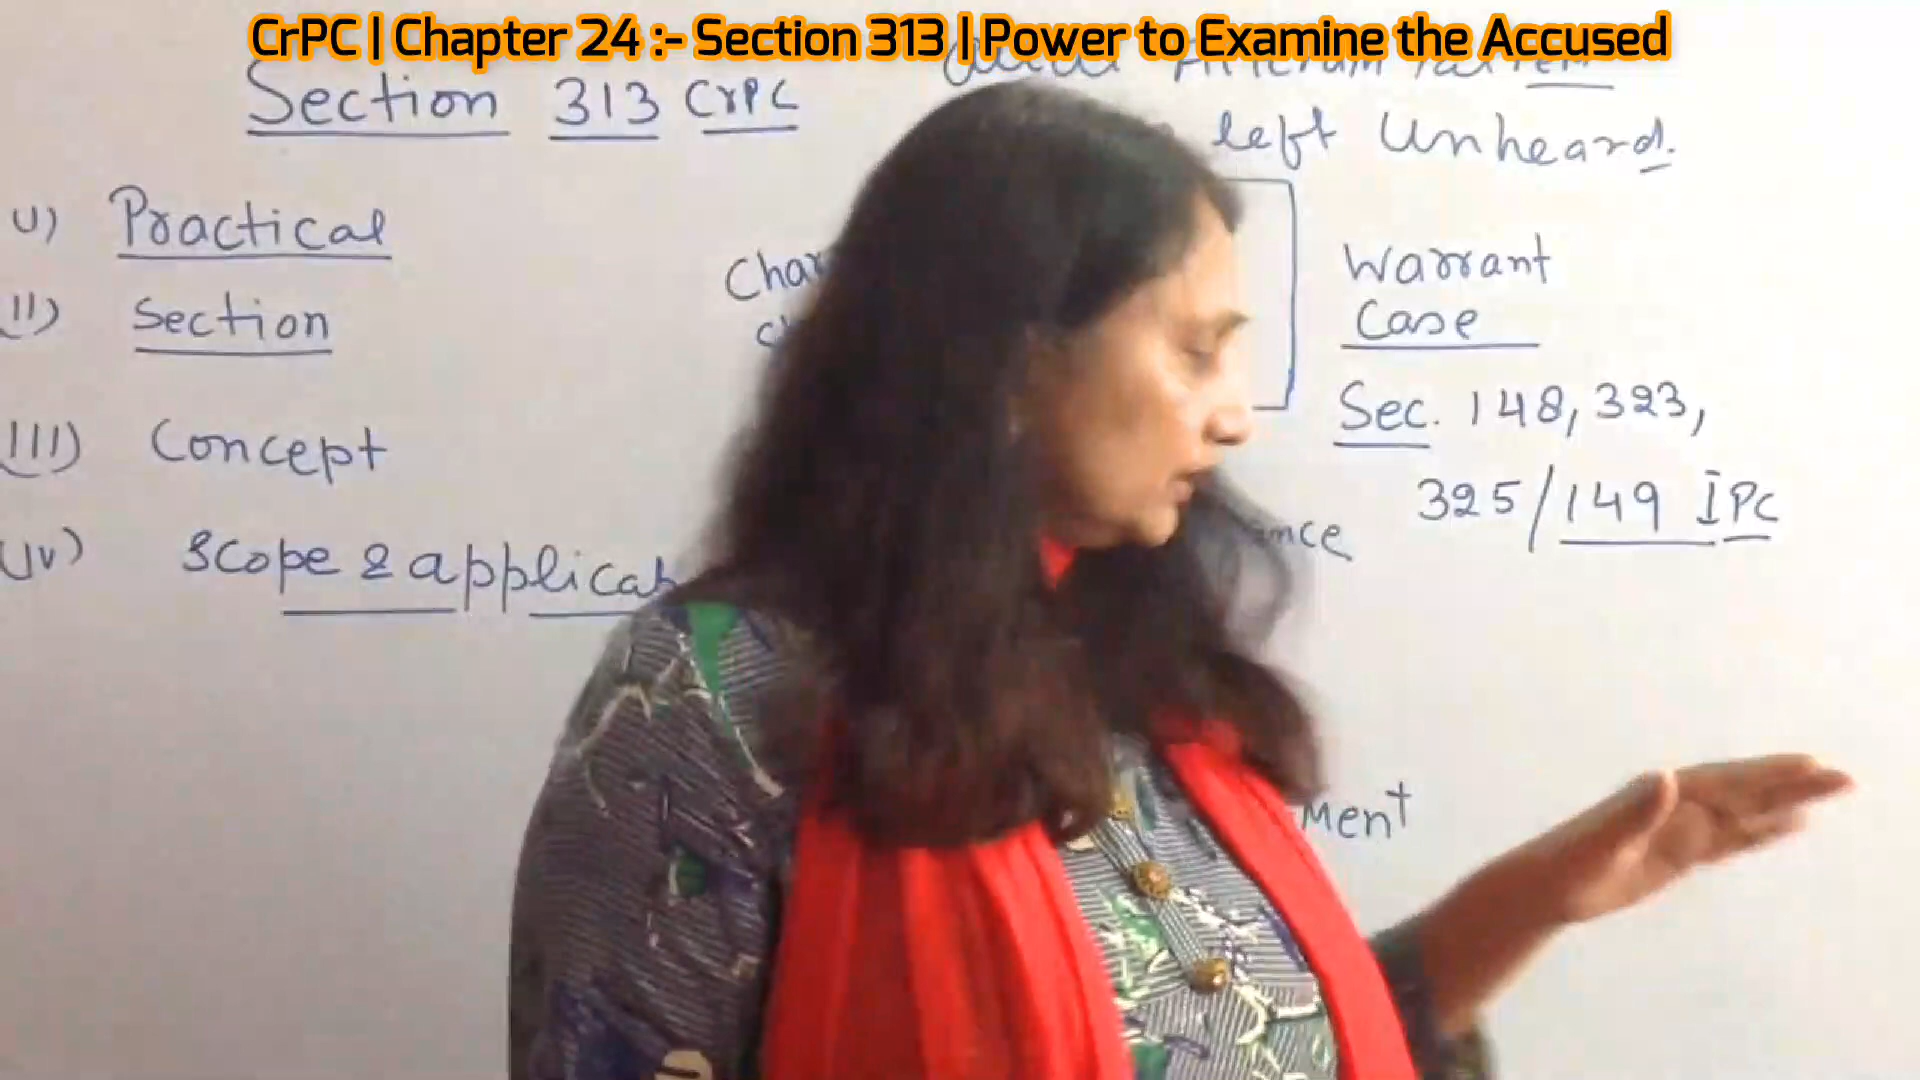 CrPC | Chapter 24 :- Section 313 | Power to Examine the Accused
Section 313 CrPC
left Unheard.
i) Practical
ii) Section
iii) Concept
iv) Scope & applicat
Warrant
Case
Sec. 148, 323,
325/149 IPC